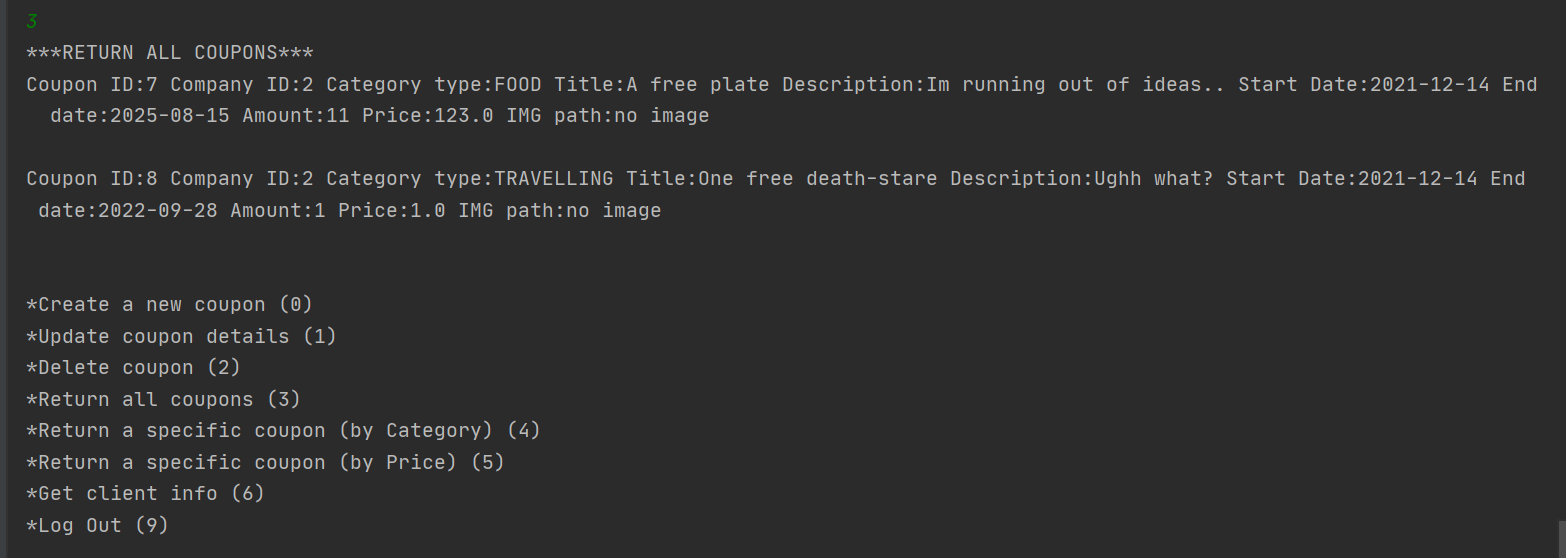 3
***RETURN ALL COUPONS***
Coupon ID:7 Company ID:2 Category type:FOOD Title:A free plate Description:Im running out of ideas.. Start Date:2021-12-14 End
date:2025-08-15 Amount:11 Price:123.0 IMG path:no image
Coupon ID:8 Company ID:2 Category type:TRAVELLING Title:One free death-stare Description:Ughh what? Start Date:2021-12-14 End
date:2022-09-28 Amount:1 Price:1.0 IMG path:no image
*Create a new coupon (0)
*Update coupon details (1)
*Delete coupon (2)
*Return all coupons (3)
*Return a specific coupon (by Category) (4)
*Return a specific coupon (by Price) (5)
*Get client info (6)
*Log Out (9)